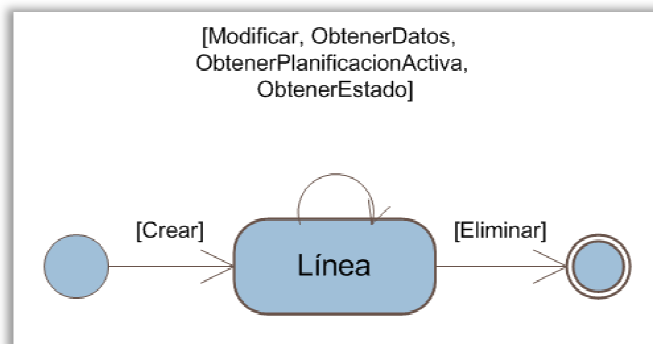 [Modificar, ObtenerDatos,
ObtenerPlanificacionActiva,
ObtenerEstado]
[Crear]
[Eliminar]
Línea